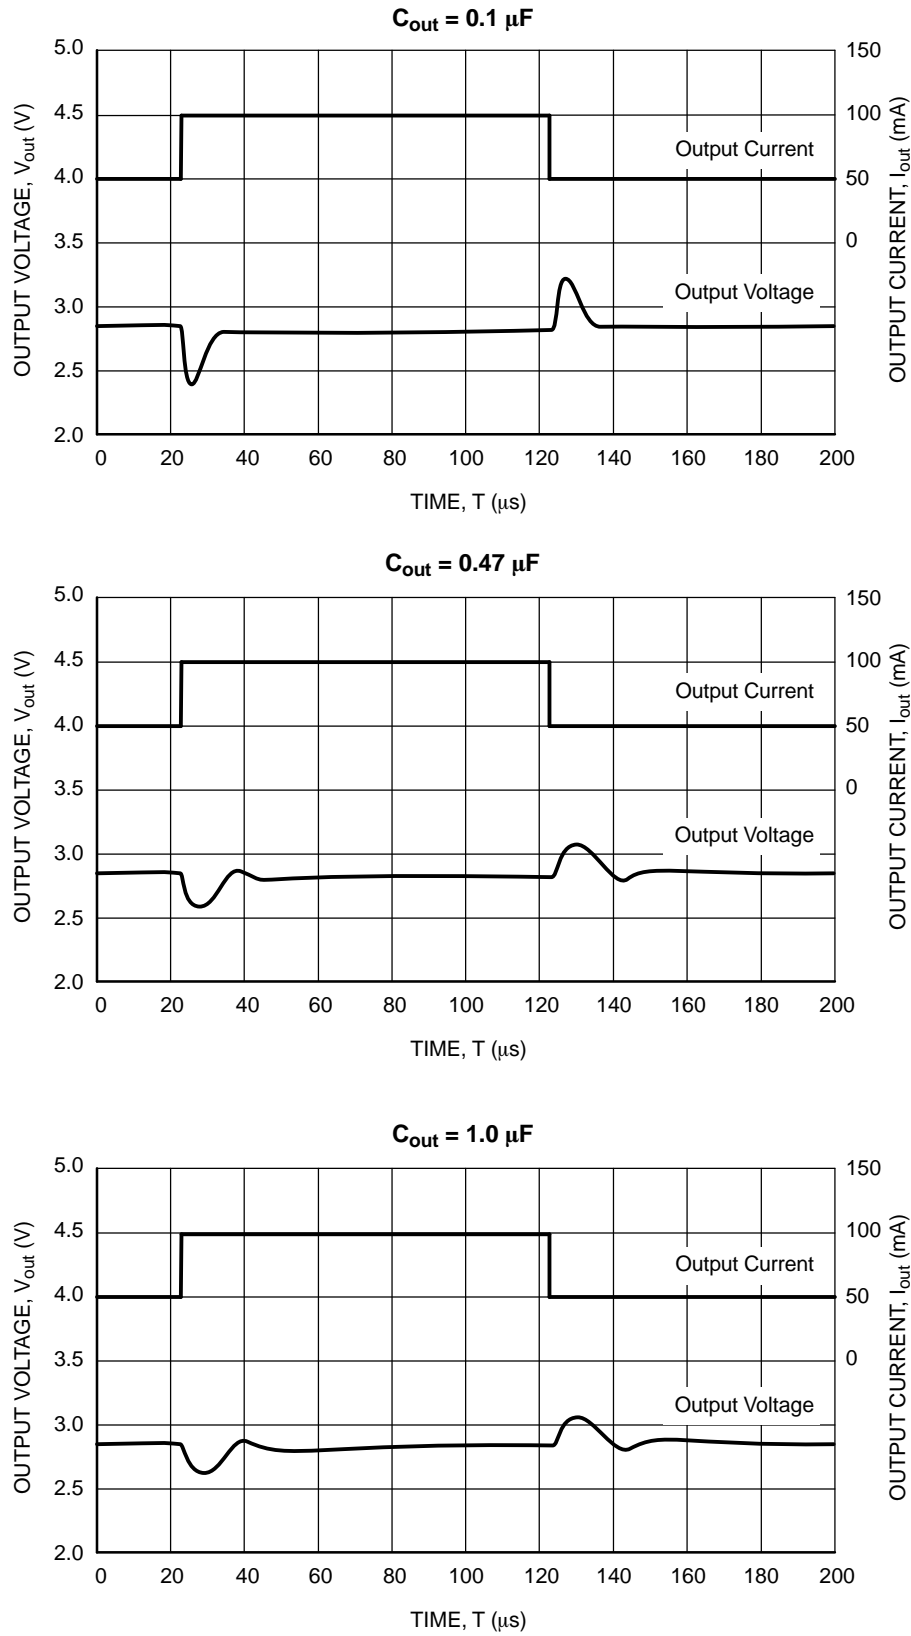 Cout = 0.1 μF
OUTPUT VOLTAGE, Vout (V)
5.0
4.5
4.0
3.5
3.0
2.5
2.0
150
100
50
0
OUTPUT CURRENT, Iout (mA)
Output Current
Output Voltage
0 20 40 60 80 100 120 140 160 180 200
TIME, T (μs)
Cout = 0.47 μF
OUTPUT VOLTAGE, Vout (V)
5.0
4.5
4.0
3.5
3.0
2.5
2.0
150
100
50
0
OUTPUT CURRENT, Iout (mA)
Output Current
Output Voltage
0 20 40 60 80 100 120 140 160 180 200
TIME, T (μs)
Cout = 1.0 μF
OUTPUT VOLTAGE, Vout (V)
5.0
4.5
4.0
3.5
3.0
2.5
2.0
150
100
50
0
OUTPUT CURRENT, Iout (mA)
Output Current
Output Voltage
0 20 40 60 80 100 120 140 160 180 200
TIME, T (μs)